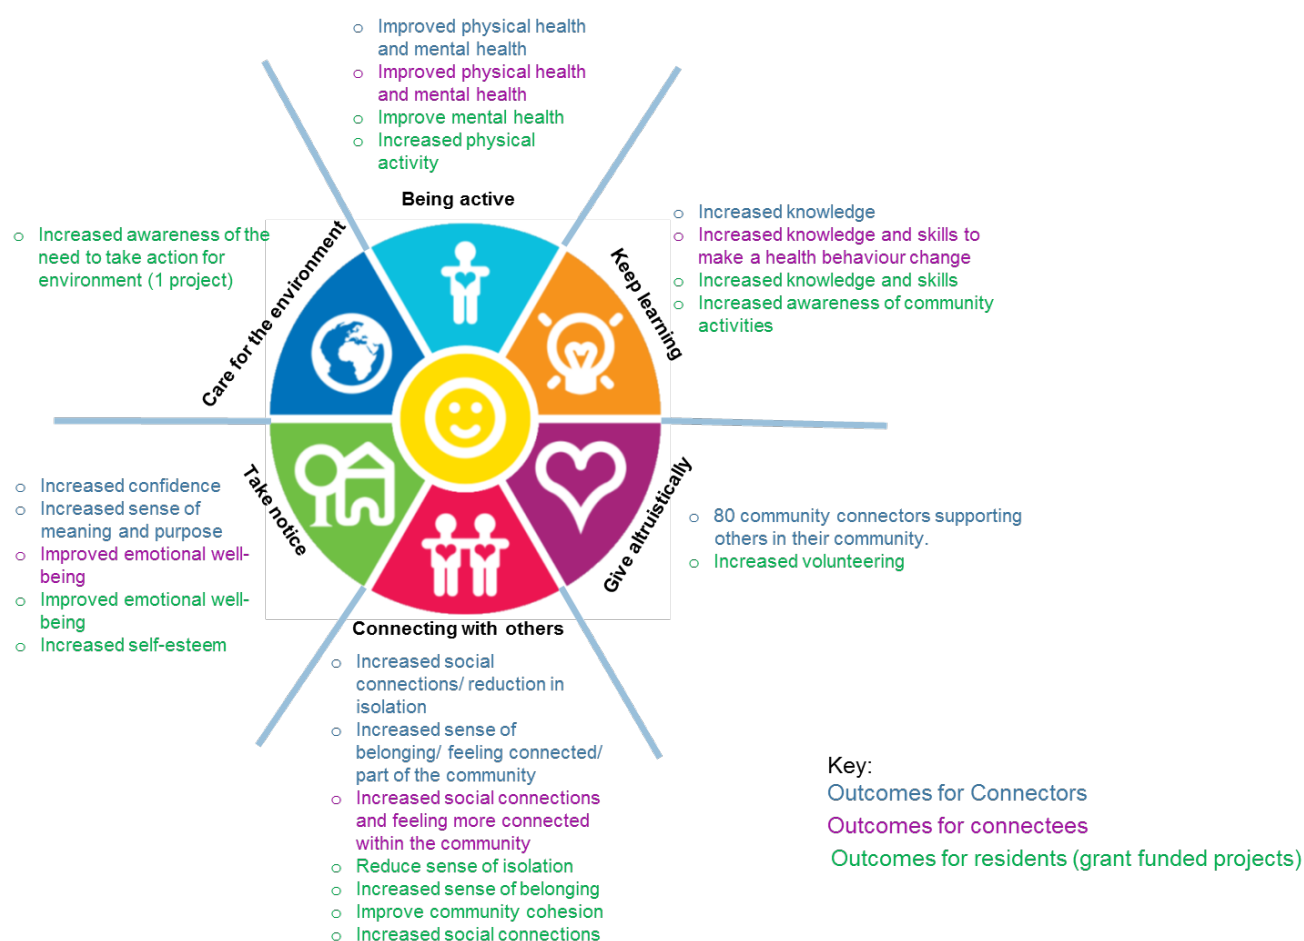 o Improved physical health
and mental health
o Improved physical health
and mental health
o Improve mental health
o Increased physical
activity
Being active
o Increased knowledge
o Increased knowledge and skills to
make a health behaviour change
o Increased knowledge and skills
o Increased awareness of community
activities
Keep learning
o 80 community connectors supporting
others in their community.
o Increased volunteering
Give altruistically
Connecting with others
o Increased social
connections/ reduction in
isolation
o Increased sense of
belonging/ feeling connected/
part of the community
o Increased social connections
and feeling more connected
within the community
o Reduce sense of isolation
o Increased sense of belonging
o Improve community cohesion
o Increased social connections
Take notice
o Increased confidence
o Increased sense of
meaning and purpose
o Improved emotional well-
being
o Improved emotional well-
being
o Increased self-esteem
Care for the environment
o Increased awareness of the
need to take action for
environment (1 project)
Key:
Outcomes for Connectors
Outcomes for connectees
Outcomes for residents (grant funded projects)